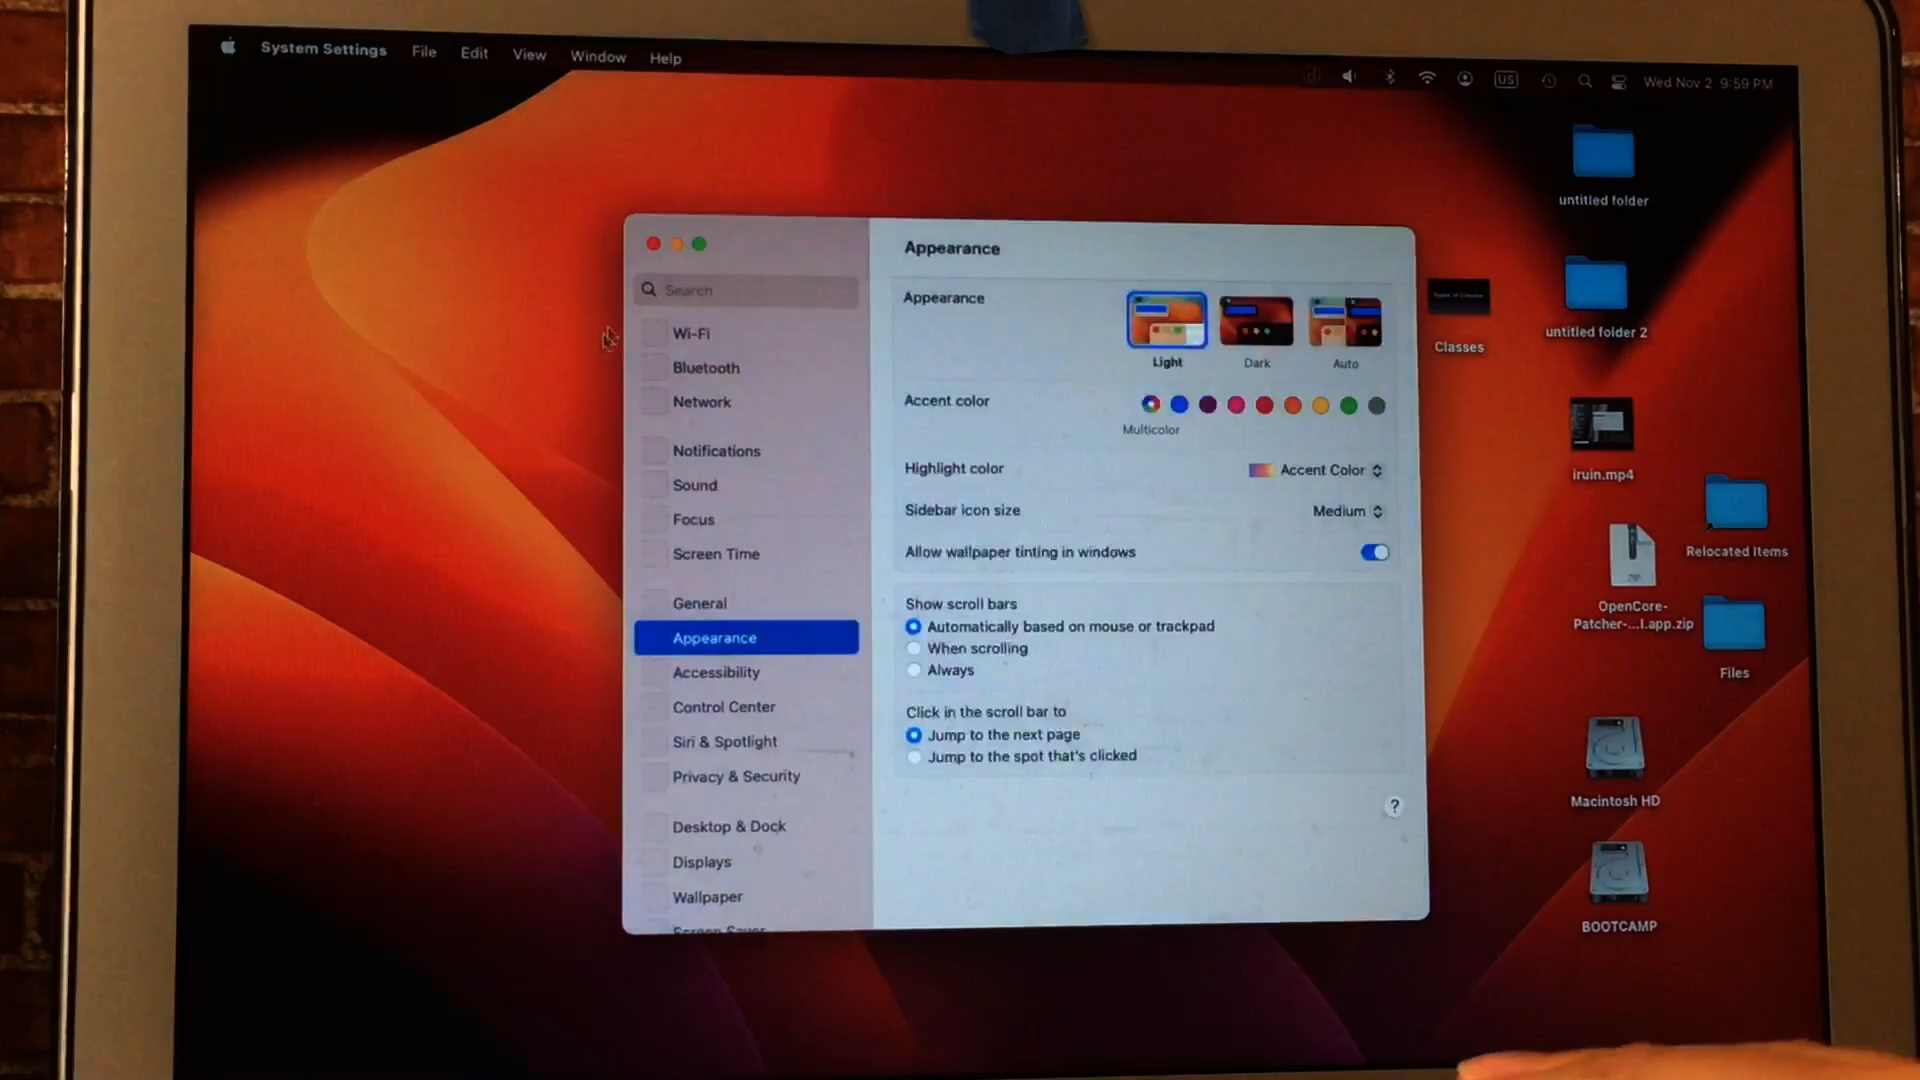 System Settings File Edit View Window Help
US Wed Nov 2 9:59 PM
Search
Wi-Fi
Bluetooth
Network
Notifications
Sound
Focus
Screen Time
General
Appearance
Accessibility
Control Center
Siri & Spotlight
Privacy & Security
Desktop & Dock
Displays
Wallpaper
Screen Saver
Appearance
Appearance
Light Dark Auto
Accent color
Multicolor
Highlight color Accent Color
Sidebar icon size Medium
Allow wallpaper tinting in windows
Show scroll bars
Automatically based on mouse or trackpad
When scrolling
Always
Click in the scroll bar to
Jump to the next page
Jump to the spot that's clicked
?
Classes
untitled folder
untitled folder 2
iruin.mp4
Relocated Items
ZIP
OpenCore-
Patcher-...l.app.zip
Files
Macintosh HD
BOOTCAMP